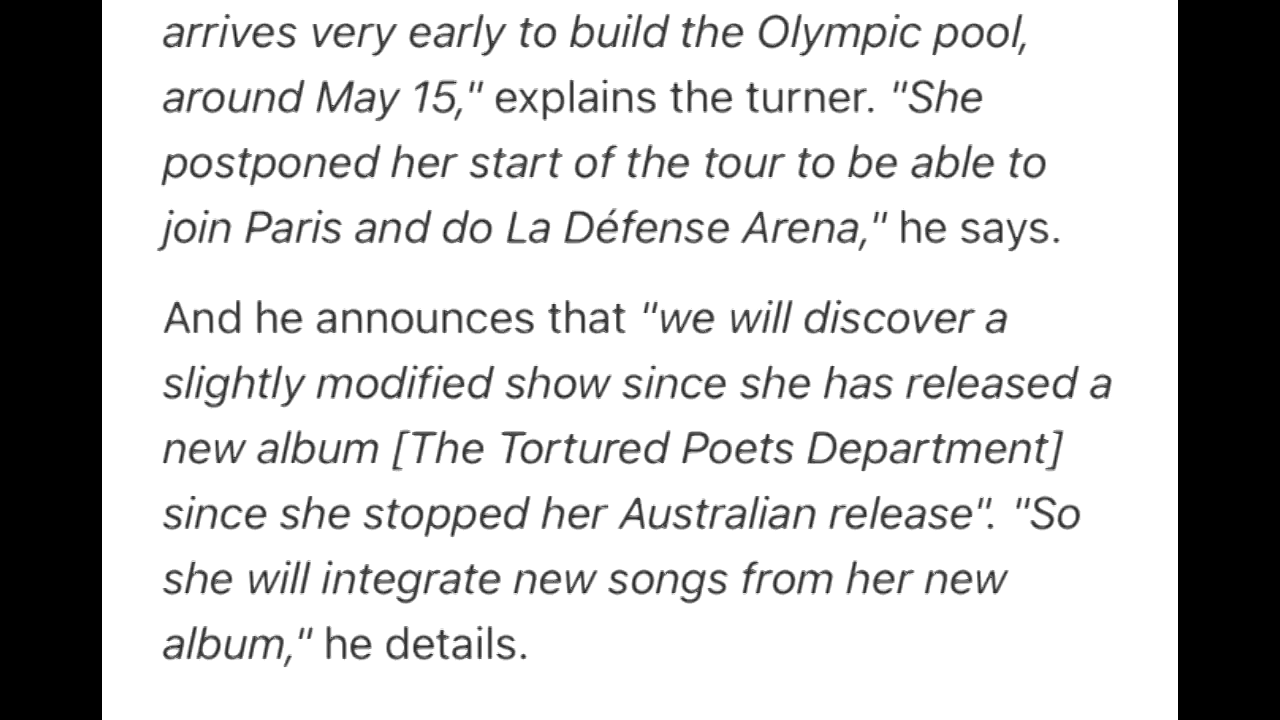 arrives very early to build the Olympic pool,
around May 15," explains the turner. "She
postponed her start of the tour to be able to
join Paris and do La Défense Arena," he says.
And he announces that "we will discover a
slightly modified show since she has released a
new album [The Tortured Poets Department]
since she stopped her Australian release". "So
she will integrate new songs from her new
album," he details.